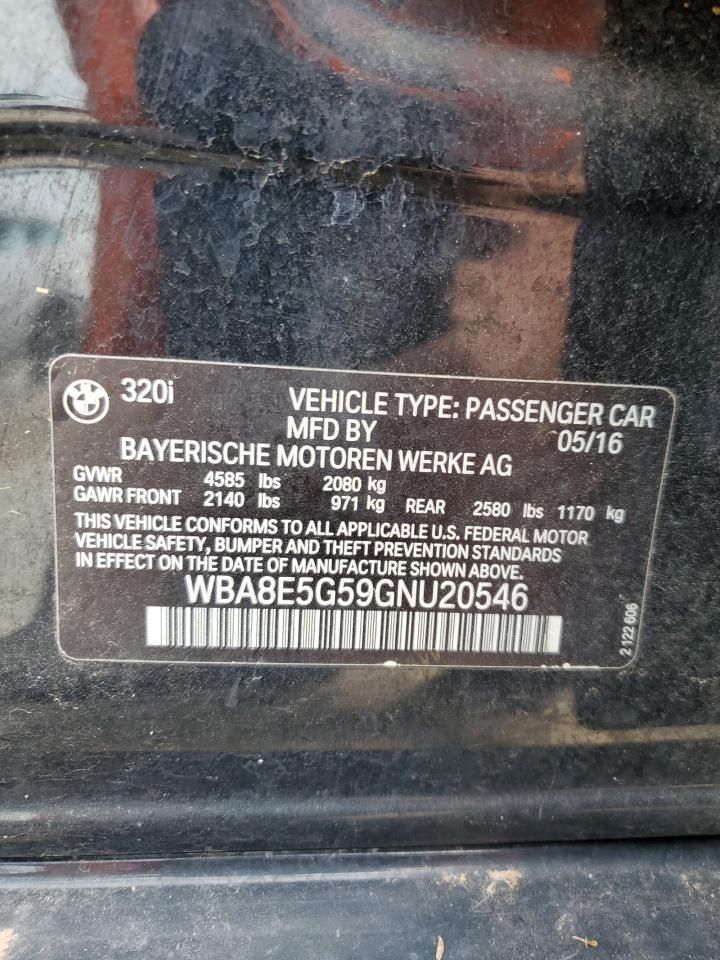 320i VEHICLE TYPE: PASSENGER CAR
MFD BY 05/16
BAYERISCHE MOTOREN WERKE AG
GVWR 4585 lbs 2080 kg
GAWR FRONT 2140 lbs 971 kg REAR 2580 lbs 1170 kg
THIS VEHICLE CONFORMS TO ALL APPLICABLE U.S. FEDERAL MOTOR
VEHICLE SAFETY, BUMPER AND THEFT PREVENTION STANDARDS
IN EFFECT ON THE DATE OF MANUFACTURE SHOWN ABOVE.
WBA8E5G59GNU20546
2 122 606